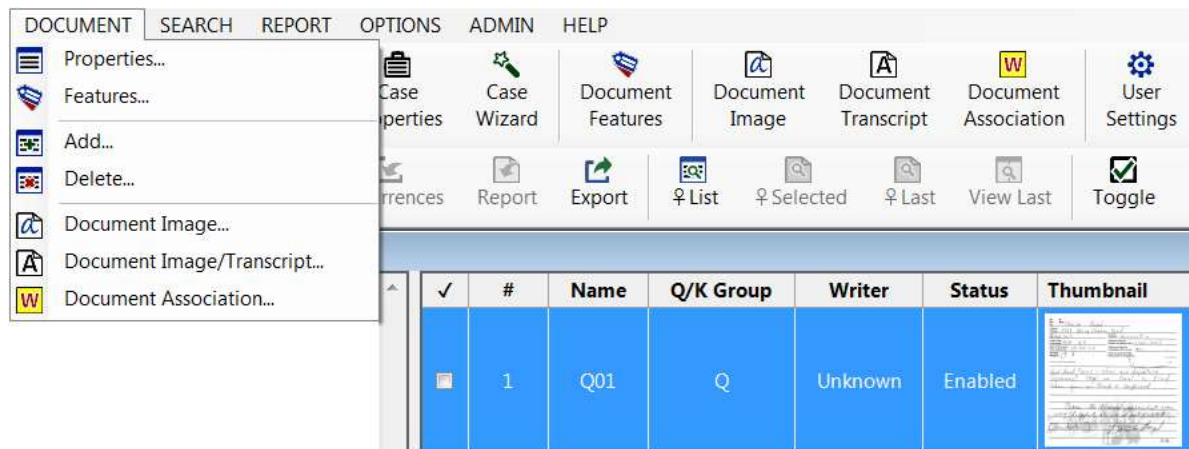 DOCUMENT SEARCH REPORT OPTIONS ADMIN HELP
Properties...
Features...
Add...
Delete...
Document Image...
Document Image/Transcript...
Document Association...
Case
Case Wizard
Document Features
Document Image
Document Transcript
Document Association
User Settings
Report
Export
♀ List
♀ Selected
♀ Last
View Last
Toggle
✓ # Name Q/K Group Writer Status Thumbnail
1 Q01 Q Unknown Enabled